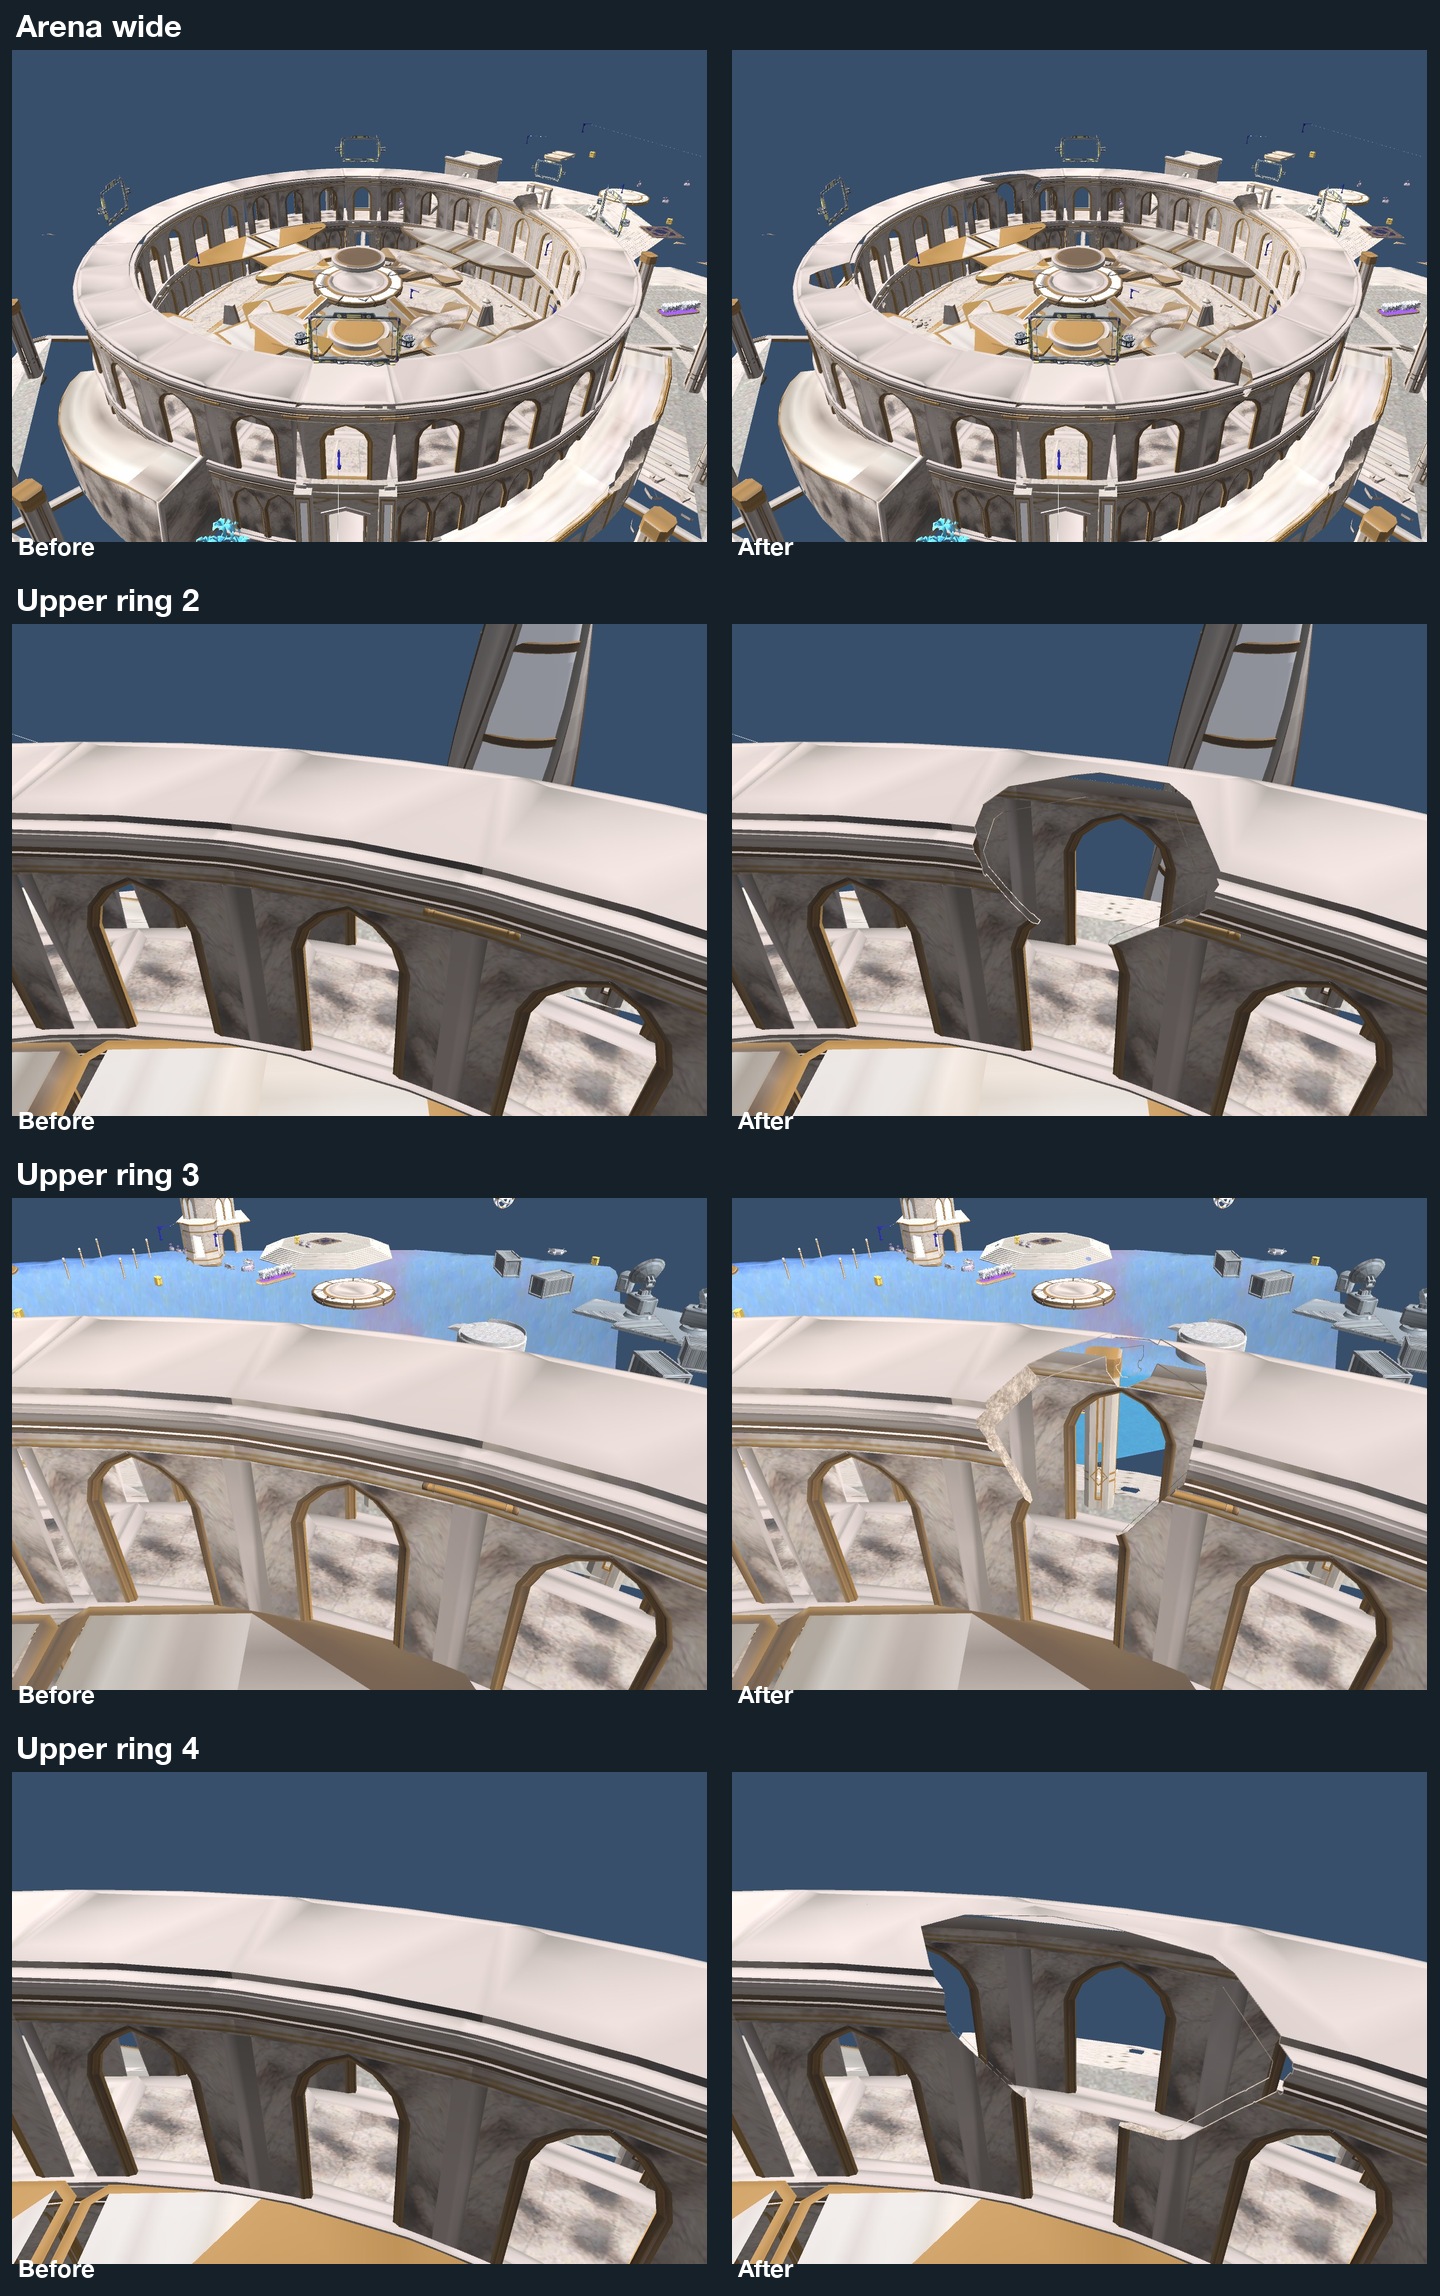 Arena wide
Before
After
Upper ring 2
Before
After
Upper ring 3
Before
After
Upper ring 4
Before
After